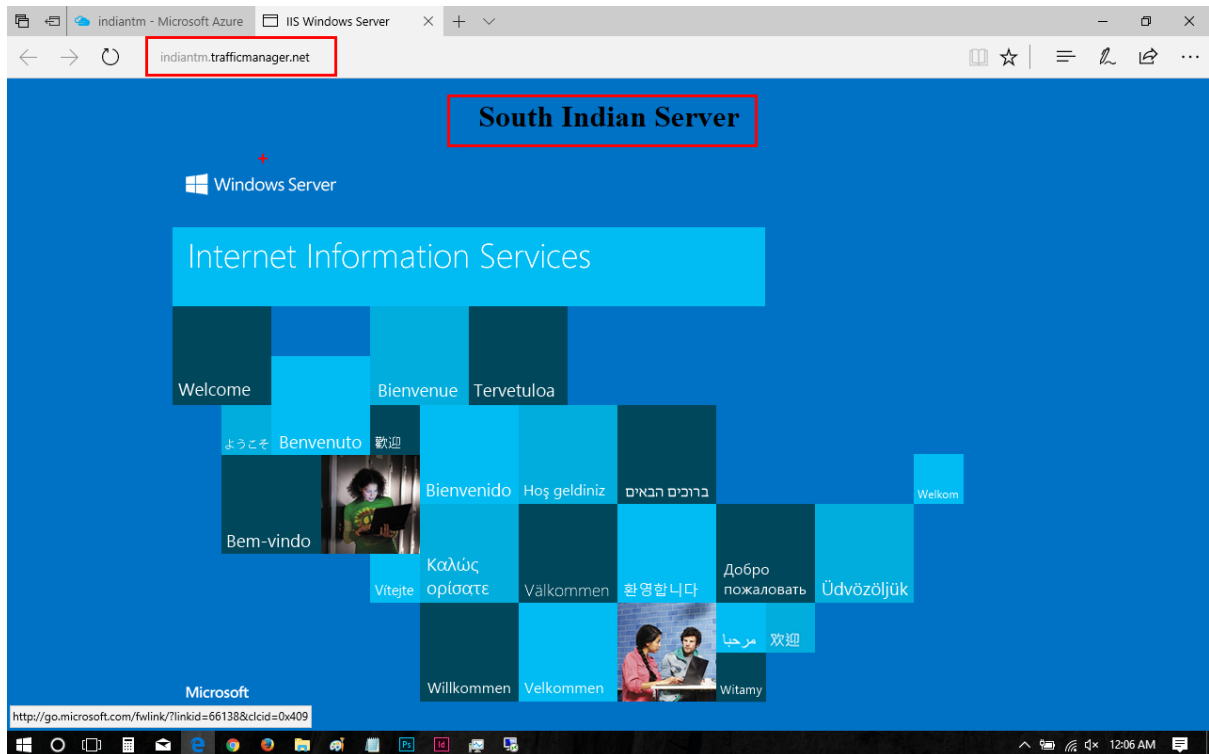 indiantm - Microsoft Azure
IIS Windows Server
indiantm.trafficmanager.net
South Indian Server
Windows Server
Internet Information Services
Welcome
Bienvenue
Tervetuloa
ようこそ
Benvenuto
歡迎
Bienvenido
Hoş geldiniz
ברוכים הבאים
Welkom
Bem-vindo
Vítejte
Καλώς
ορίσατε
Välkommen
환영합니다
Добро
пожаловать
Üdvözöljük
مرحبا
欢迎
Willkommen
Velkommen
Witamy
Microsoft
http://go.microsoft.com/fwlink/?linkid=66138&clcid=0x409
Ps
Id
12:06 AM